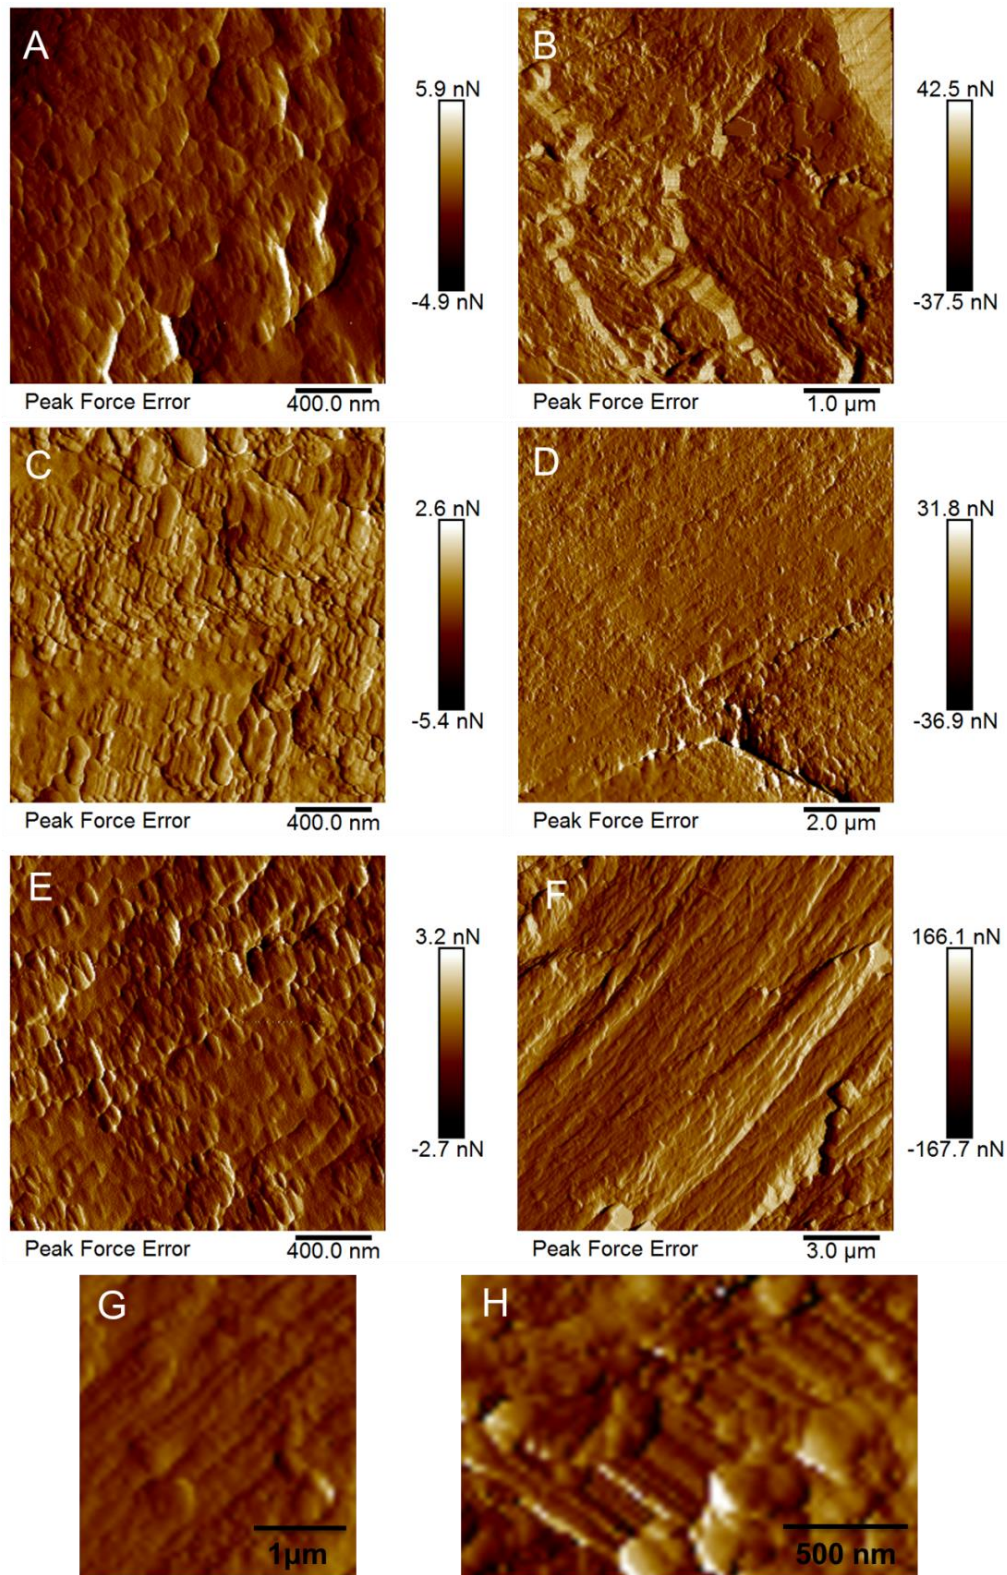 A
5.9 nN
-4.9 nN
Peak Force Error
400.0 nm
B
42.5 nN
-37.5 nN
Peak Force Error
1.0 µm
C
2.6 nN
-5.4 nN
Peak Force Error
400.0 nm
D
31.8 nN
-36.9 nN
Peak Force Error
2.0 µm
E
3.2 nN
-2.7 nN
Peak Force Error
400.0 nm
F
166.1 nN
-167.7 nN
Peak Force Error
3.0 µm
G
1µm
H
500 nm